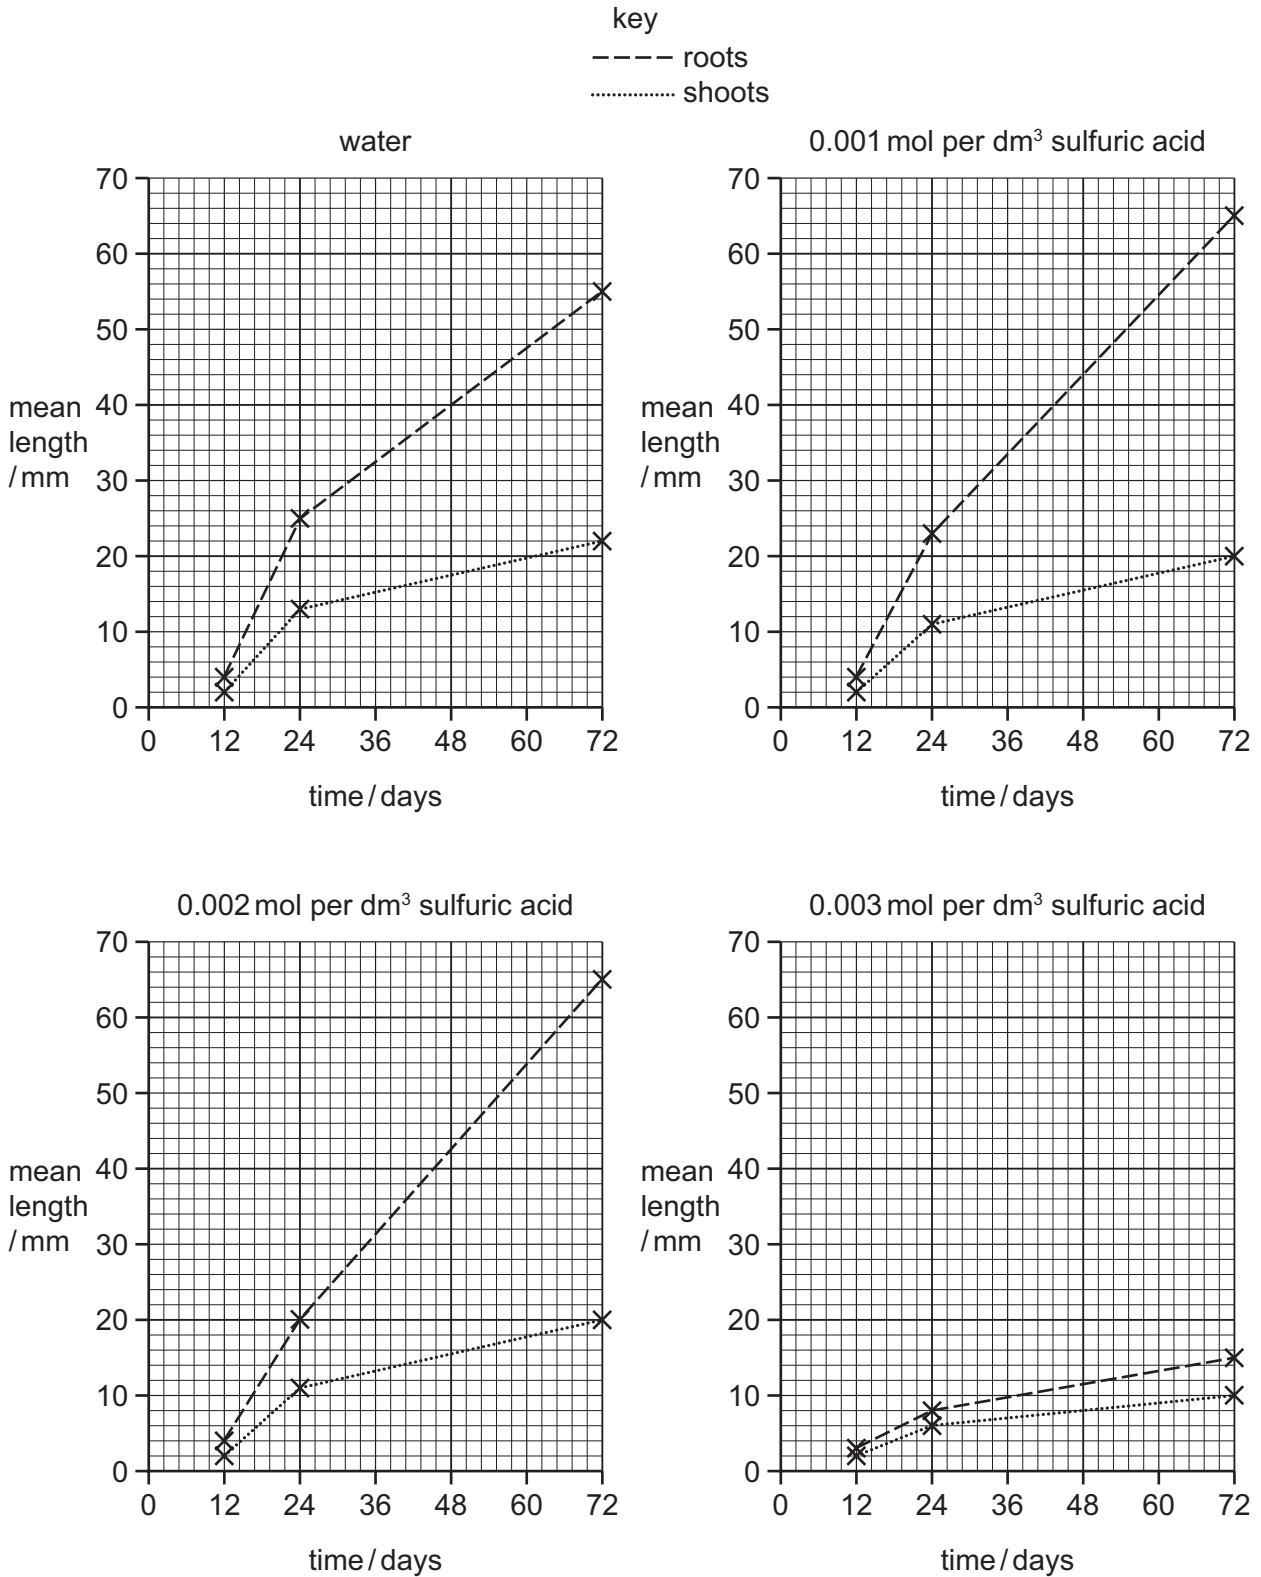 key
roots
shoots
water
70
60
50
40
30
20
10
0
mean
length
/mm
0 12 24 36 48 60 72
time/days
0.001 mol per dm³ sulfuric acid
70
60
50
40
30
20
10
0
mean
length
/mm
0 12 24 36 48 60 72
time/days
0.002 mol per dm³ sulfuric acid
70
60
50
40
30
20
10
0
mean
length
/mm
0 12 24 36 48 60 72
time/days
0.003 mol per dm³ sulfuric acid
70
60
50
40
30
20
10
0
mean
length
/mm
0 12 24 36 48 60 72
time/days